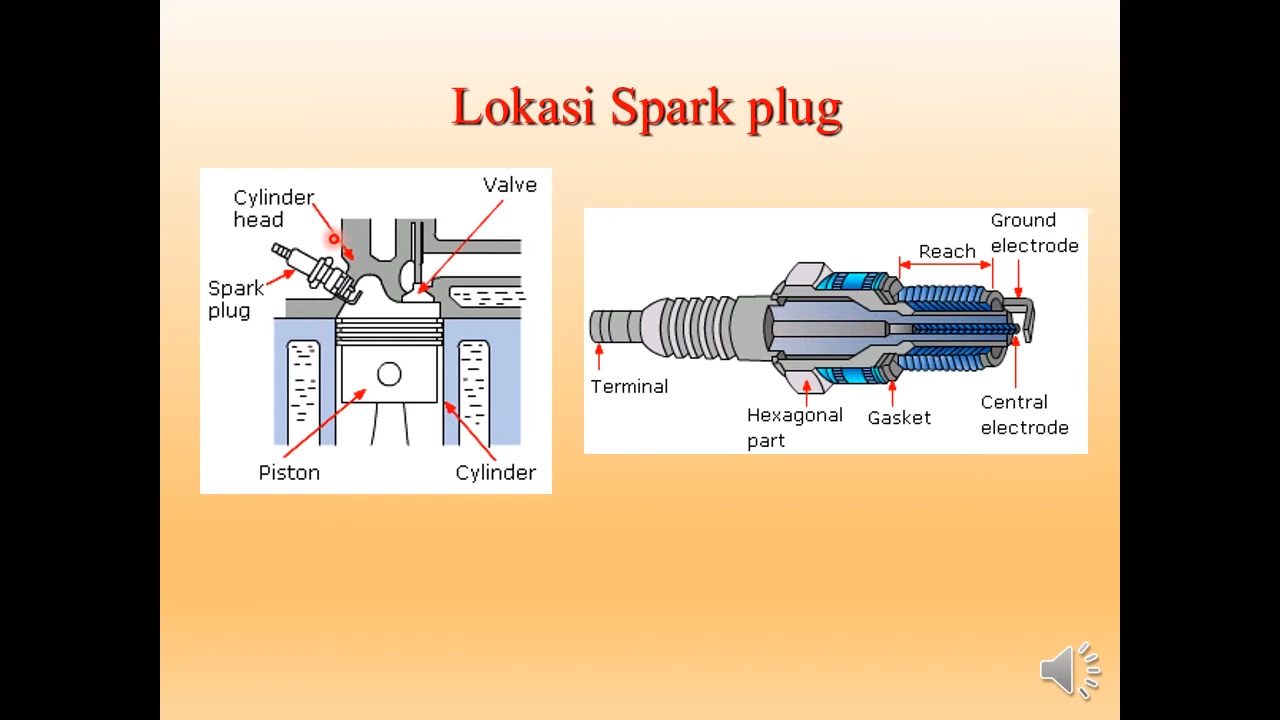 Lokasi Spark plug
Cylinder
head
Valve
Spark
plug
Piston
Cylinder
Ground
electrode
Reach
Terminal
Hexagonal
part
Gasket
Central
electrode